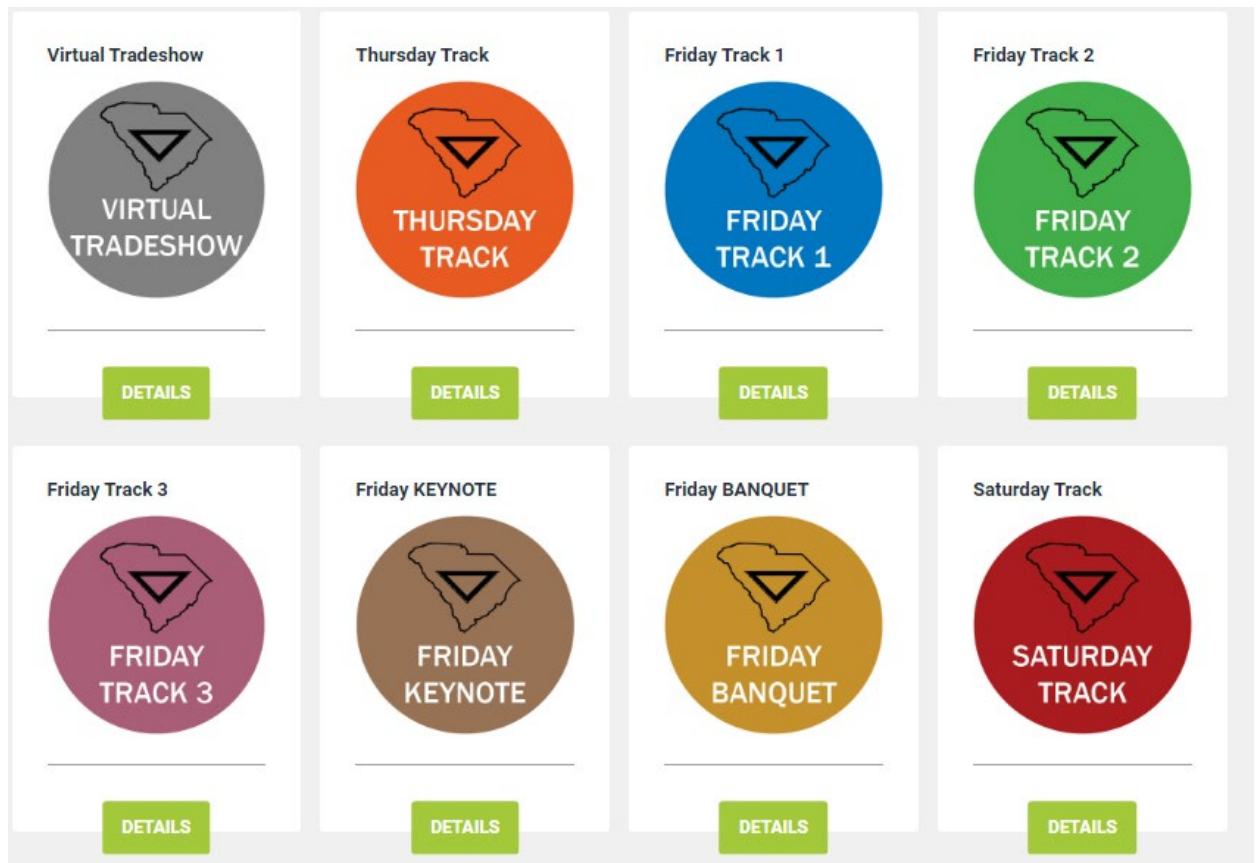 Virtual Tradeshow
VIRTUAL
TRADESHOW
DETAILS
Thursday Track
THURSDAY
TRACK
DETAILS
Friday Track 1
FRIDAY
TRACK 1
DETAILS
Friday Track 2
FRIDAY
TRACK 2
DETAILS
Friday Track 3
FRIDAY
TRACK 3
DETAILS
Friday KEYNOTE
FRIDAY
KEYNOTE
DETAILS
Friday BANQUET
FRIDAY
BANQUET
DETAILS
Saturday Track
SATURDAY
TRACK
DETAILS